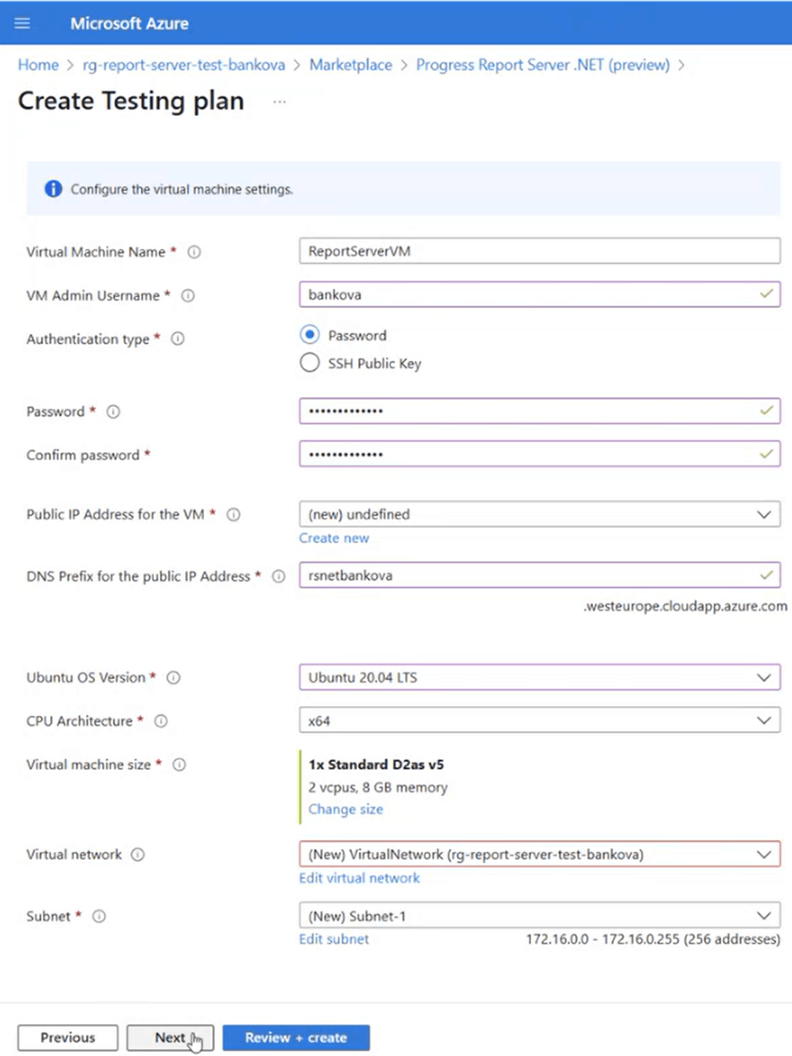 Microsoft Azure
Home > rg-report-server-test-bankova > Marketplace > Progress Report Server .NET (preview) >
Create Testing plan ...
Configure the virtual machine settings.
Virtual Machine Name * ReportServerVM
VM Admin Username * bankova
Authentication type * Password
SSH Public Key
Password * •••••••••••••
Confirm password * •••••••••••••
Public IP Address for the VM * (new) undefined
Create new
DNS Prefix for the public IP Address * rsnetbankova
.westeurope.cloudapp.azure.com
Ubuntu OS Version * Ubuntu 20.04 LTS
CPU Architecture * x64
Virtual machine size * 1x Standard D2as v5
2 vcpus, 8 GB memory
Change size
Virtual network (New) VirtualNetwork (rg-report-server-test-bankova)
Edit virtual network
Subnet * (New) Subnet-1
Edit subnet 172.16.0.0 - 172.16.0.255 (256 addresses)
Previous Next Review + create